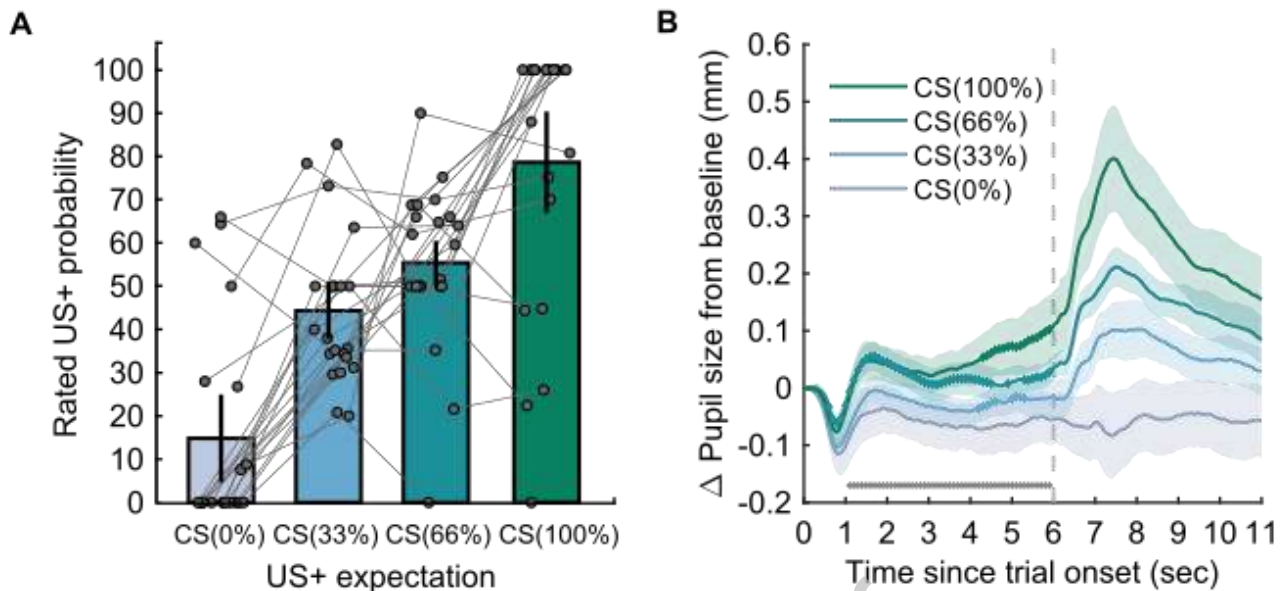 A
Rated US+ probability
100
90
80
70
60
50
40
30
20
10
0
CS(0%) CS(33%) CS(66%) CS(100%)
US+ expectation
B
Δ Pupil size from baseline (mm)
0.6
0.5
0.4
0.3
0.2
0.1
0
-0.1
-0.2
CS(100%)
CS(66%)
CS(33%)
CS(0%)
0 1 2 3 4 5 6 7 8 9 10 11
Time since trial onset (sec)